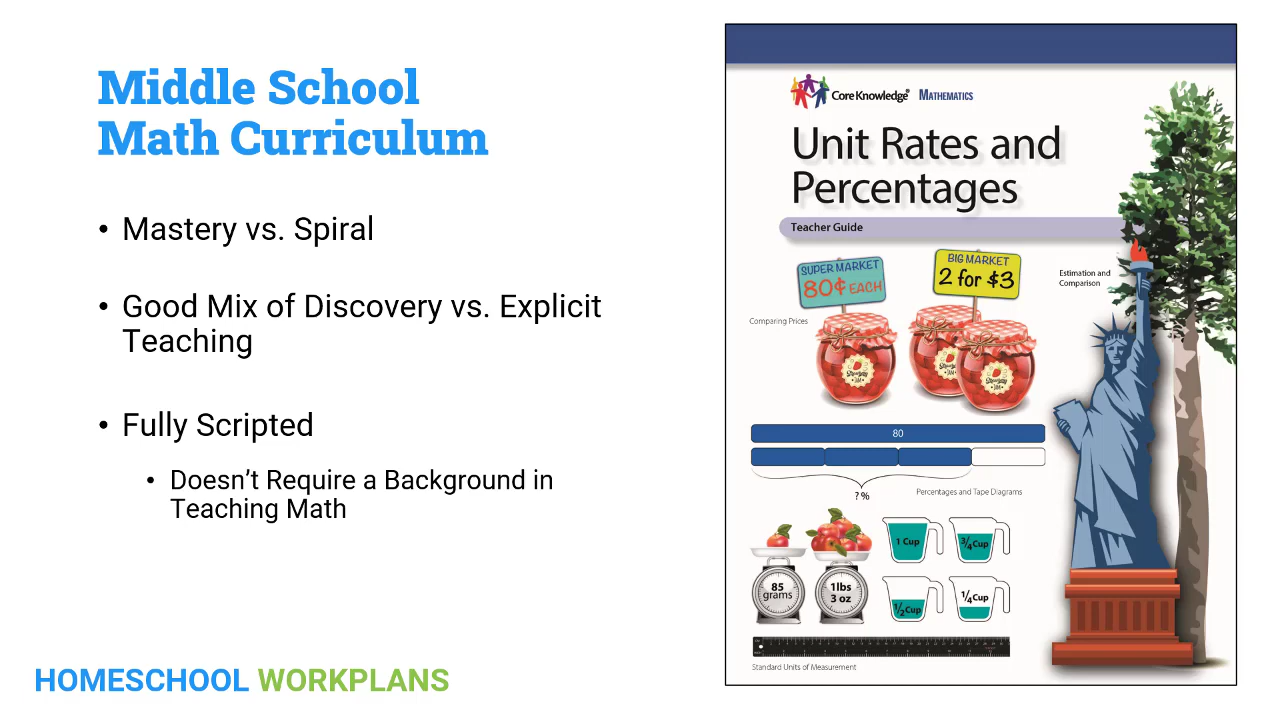 Middle School
Math Curriculum
• Mastery vs. Spiral
• Good Mix of Discovery vs. Explicit
Teaching
• Fully Scripted
• Doesn’t Require a Background in
Teaching Math
HOMESCHOOL WORKPLANS
CoreKnowledge® MATHEMATICS
Unit Rates and
Percentages
Teacher Guide
SUPER MARKET
80¢ EACH
BIG MARKET
2 for $3
Estimation and
Comparison
Comparing Prices
80
? %
Percentages and Tape Diagrams
1 Cup
3/4 Cup
85
grams
1lbs
3 oz
1/2 Cup
1/4 Cup
Standard Units of Measurement